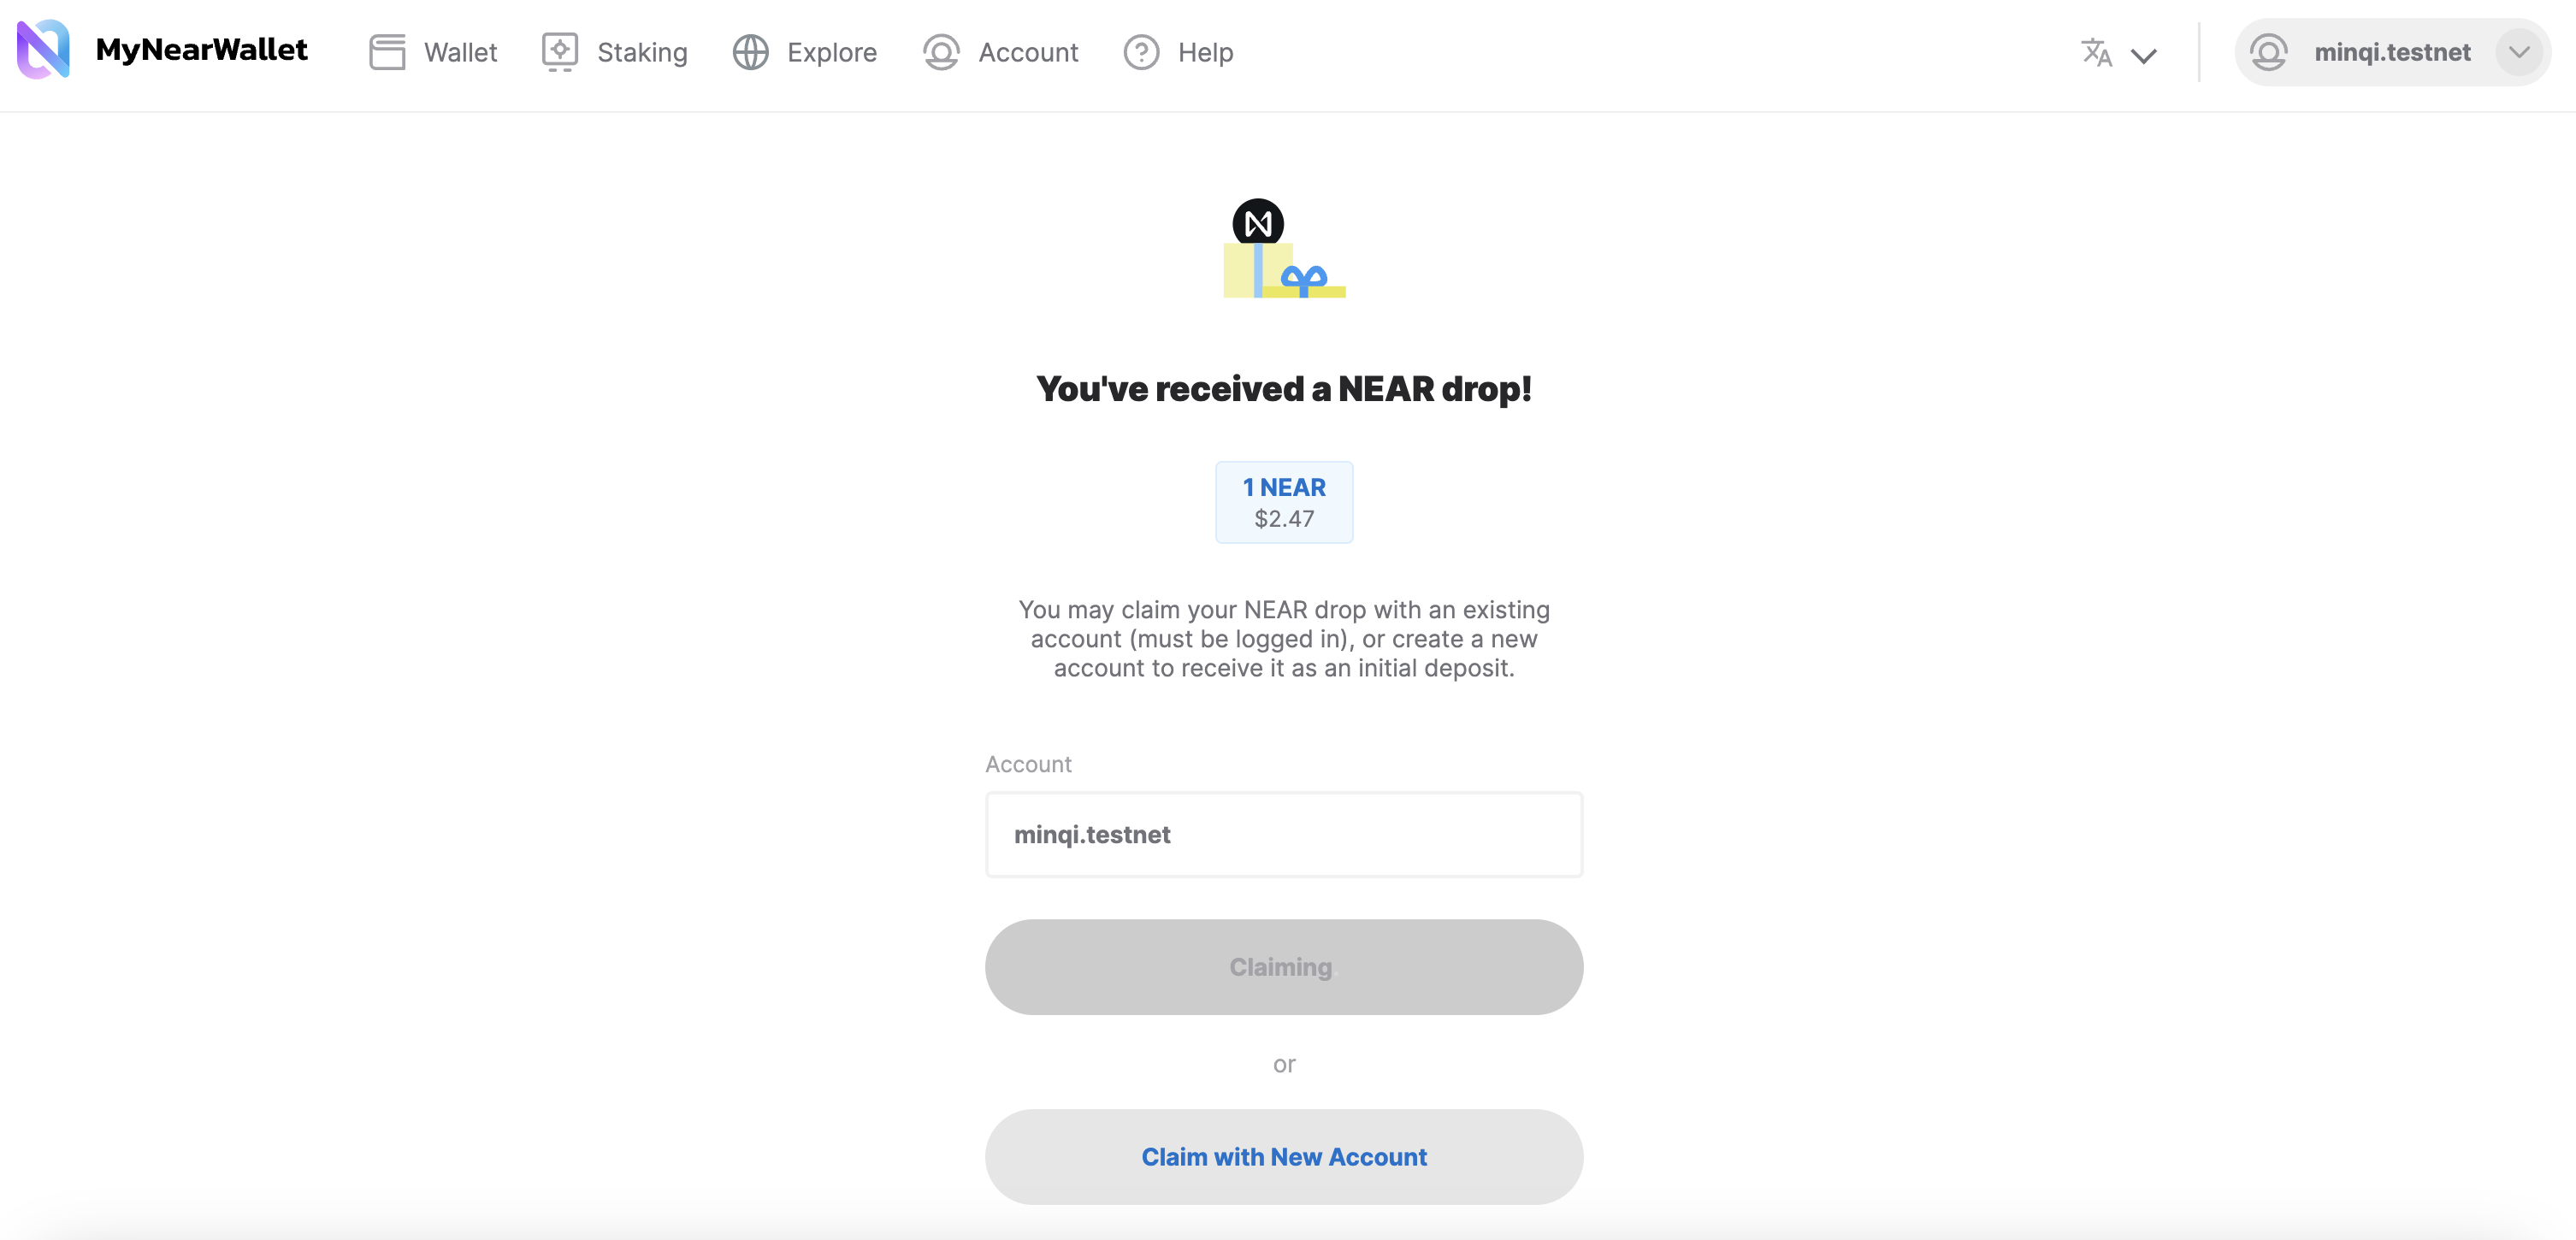 MyNearWallet
Wallet
Staking
Explore
Account
Help
minqi.testnet
You've received a NEAR drop!
1 NEAR
$2.47
You may claim your NEAR drop with an existing
account (must be logged in), or create a new
account to receive it as an initial deposit.
Account
minqi.testnet
Claiming.
or
Claim with New Account